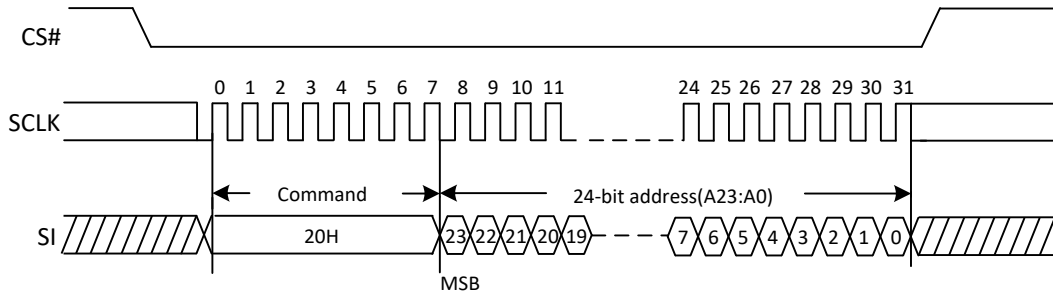 CS#
0 1 2 3 4 5 6 7 8 9 10 11 24 25 26 27 28 29 30 31
SCLK
Command 24-bit address(A23:A0)
SI 20H 23 22 21 20 19 7 6 5 4 3 2 1 0
MSB